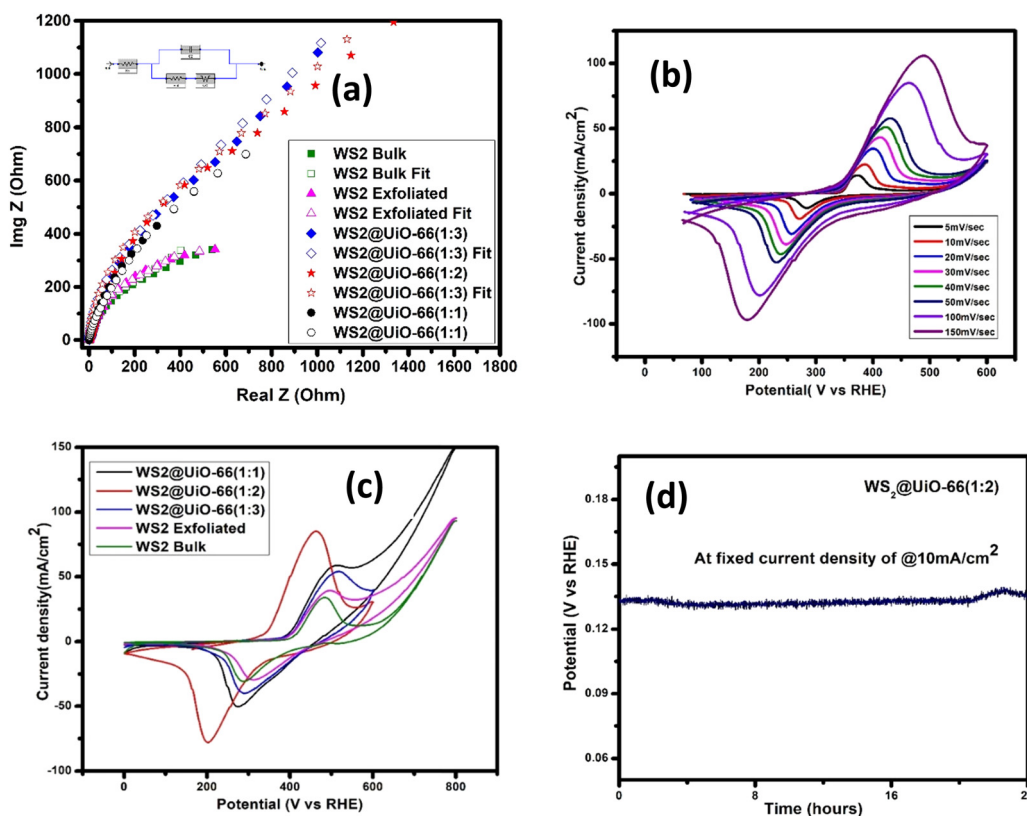 (a)
Img Z (Ohm)
1200
1000
800
600
400
200
0
WS2 Bulk
WS2 Bulk Fit
WS2 Exfoliated
WS2 Exfoliated Fit
WS2@UiO-66(1:3)
WS2@UiO-66(1:3) Fit
WS2@UiO-66(1:2)
WS2@UiO-66(1:3) Fit
WS2@UiO-66(1:1)
WS2@UiO-66(1:1)
0 200 400 600 800 1000 1200 1400 1600 1800
Real Z (Ohm)
(b)
Current density(mA/cm2)
100
50
0
-50
-100
5mV/sec
10mV/sec
20mV/sec
30mV/sec
40mV/sec
50mV/sec
100mV/sec
150mV/sec
0 100 200 300 400 500 600
Potential( V vs RHE)
(c)
Current density(mA/cm2)
150
100
50
0
-50
-100
WS2@UiO-66(1:1)
WS2@UiO-66(1:2)
WS2@UiO-66(1:3)
WS2 Exfoliated
WS2 Bulk
0 200 400 600 800
Potential (V vs RHE)
(d)
WS2@UiO-66(1:2)
At fixed current density of @10mA/cm2
Potential (V vs RHE)
0.18
0.15
0.12
0.09
0.06
0 8 16 2
Time (hours)